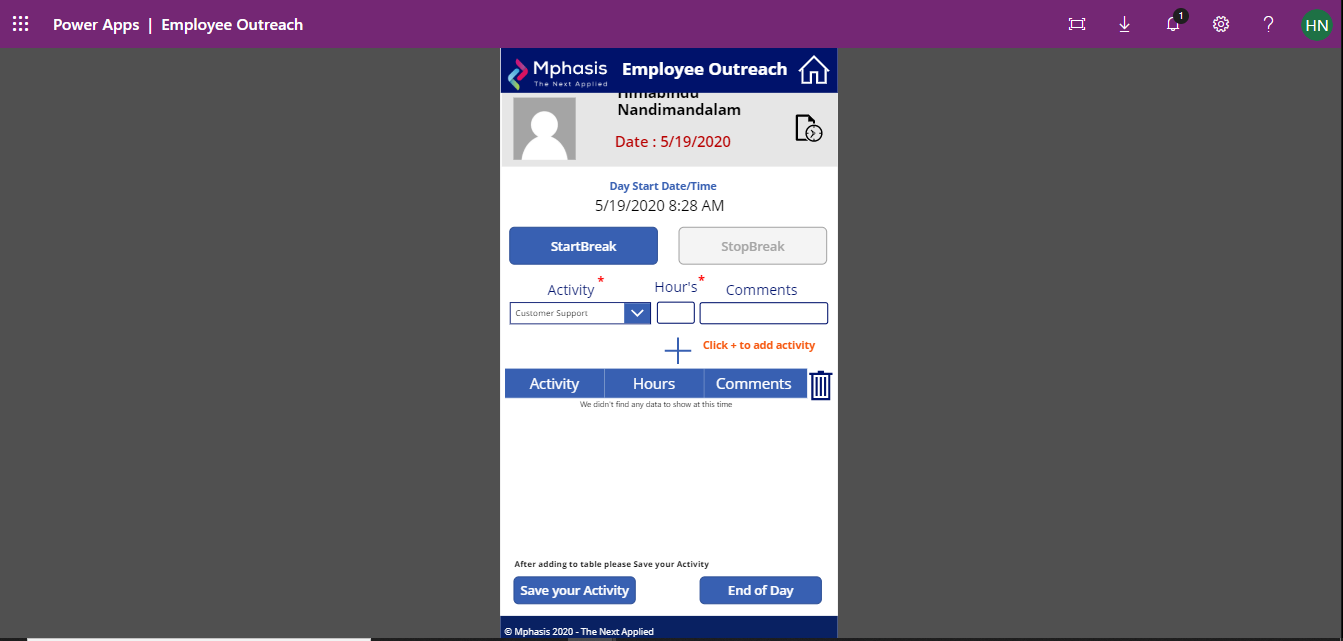 Power Apps | Employee Outreach
1
HN
Mphasis
The Next Applied
Employee Outreach
Himabindu
Nandimandalam
Date : 5/19/2020
Day Start Date/Time
5/19/2020 8:28 AM
StartBreak
StopBreak
Activity *
Hour's *
Comments
Customer Support
Click + to add activity
Activity
Hours
Comments
We didn't find any data to show at this time
After adding to table please Save your Activity
Save your Activity
End of Day
© Mphasis 2020 - The Next Applied